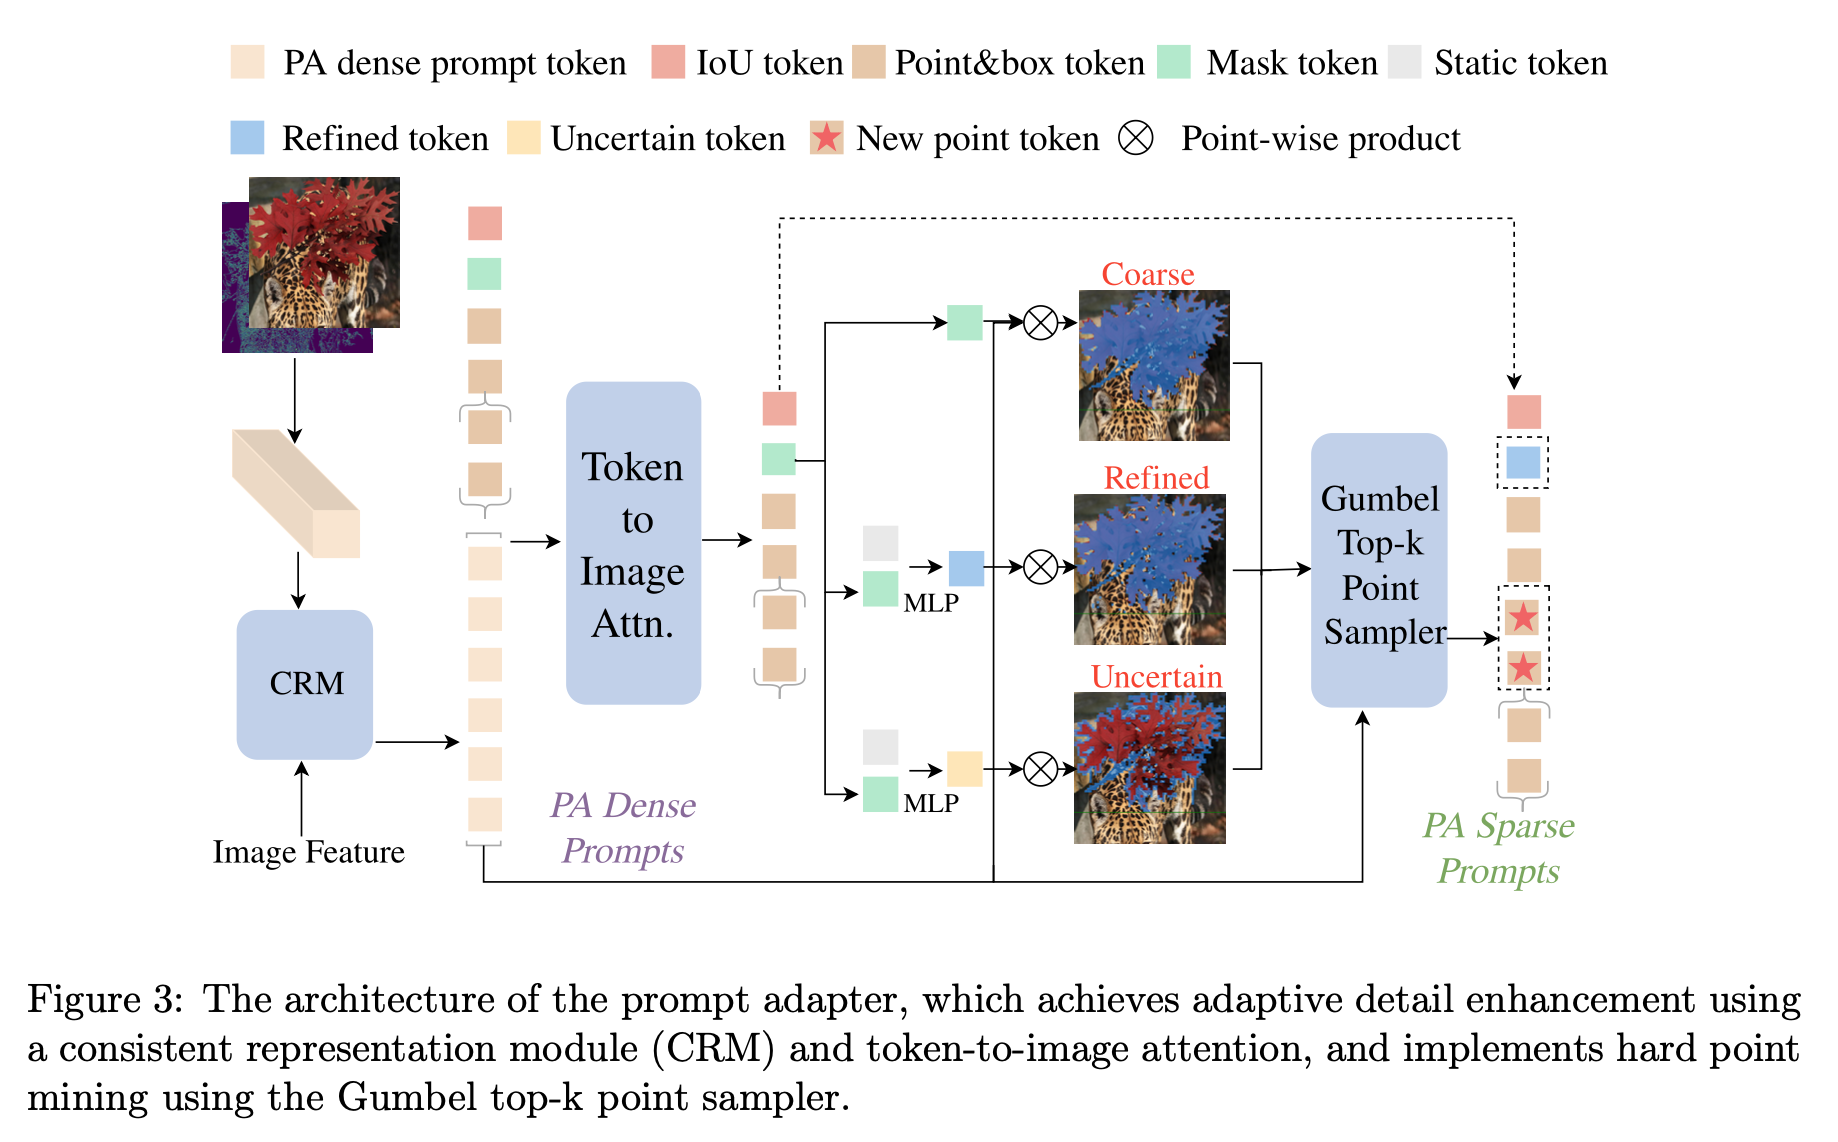 PA dense prompt token IoU token Point&box token Mask token Static token
Refined token Uncertain token New point token Point-wise product
Coarse
Token
to
Image
Attn.
Refined
Gumbel
Top-k
Point
Sampler
MLP
CRM
Uncertain
MLP
PA Dense
Prompts
Image Feature
PA Sparse
Prompts
Figure 3: The architecture of the prompt adapter, which achieves adaptive detail enhancement using
a consistent representation module (CRM) and token-to-image attention, and implements hard point
mining using the Gumbel top-k point sampler.